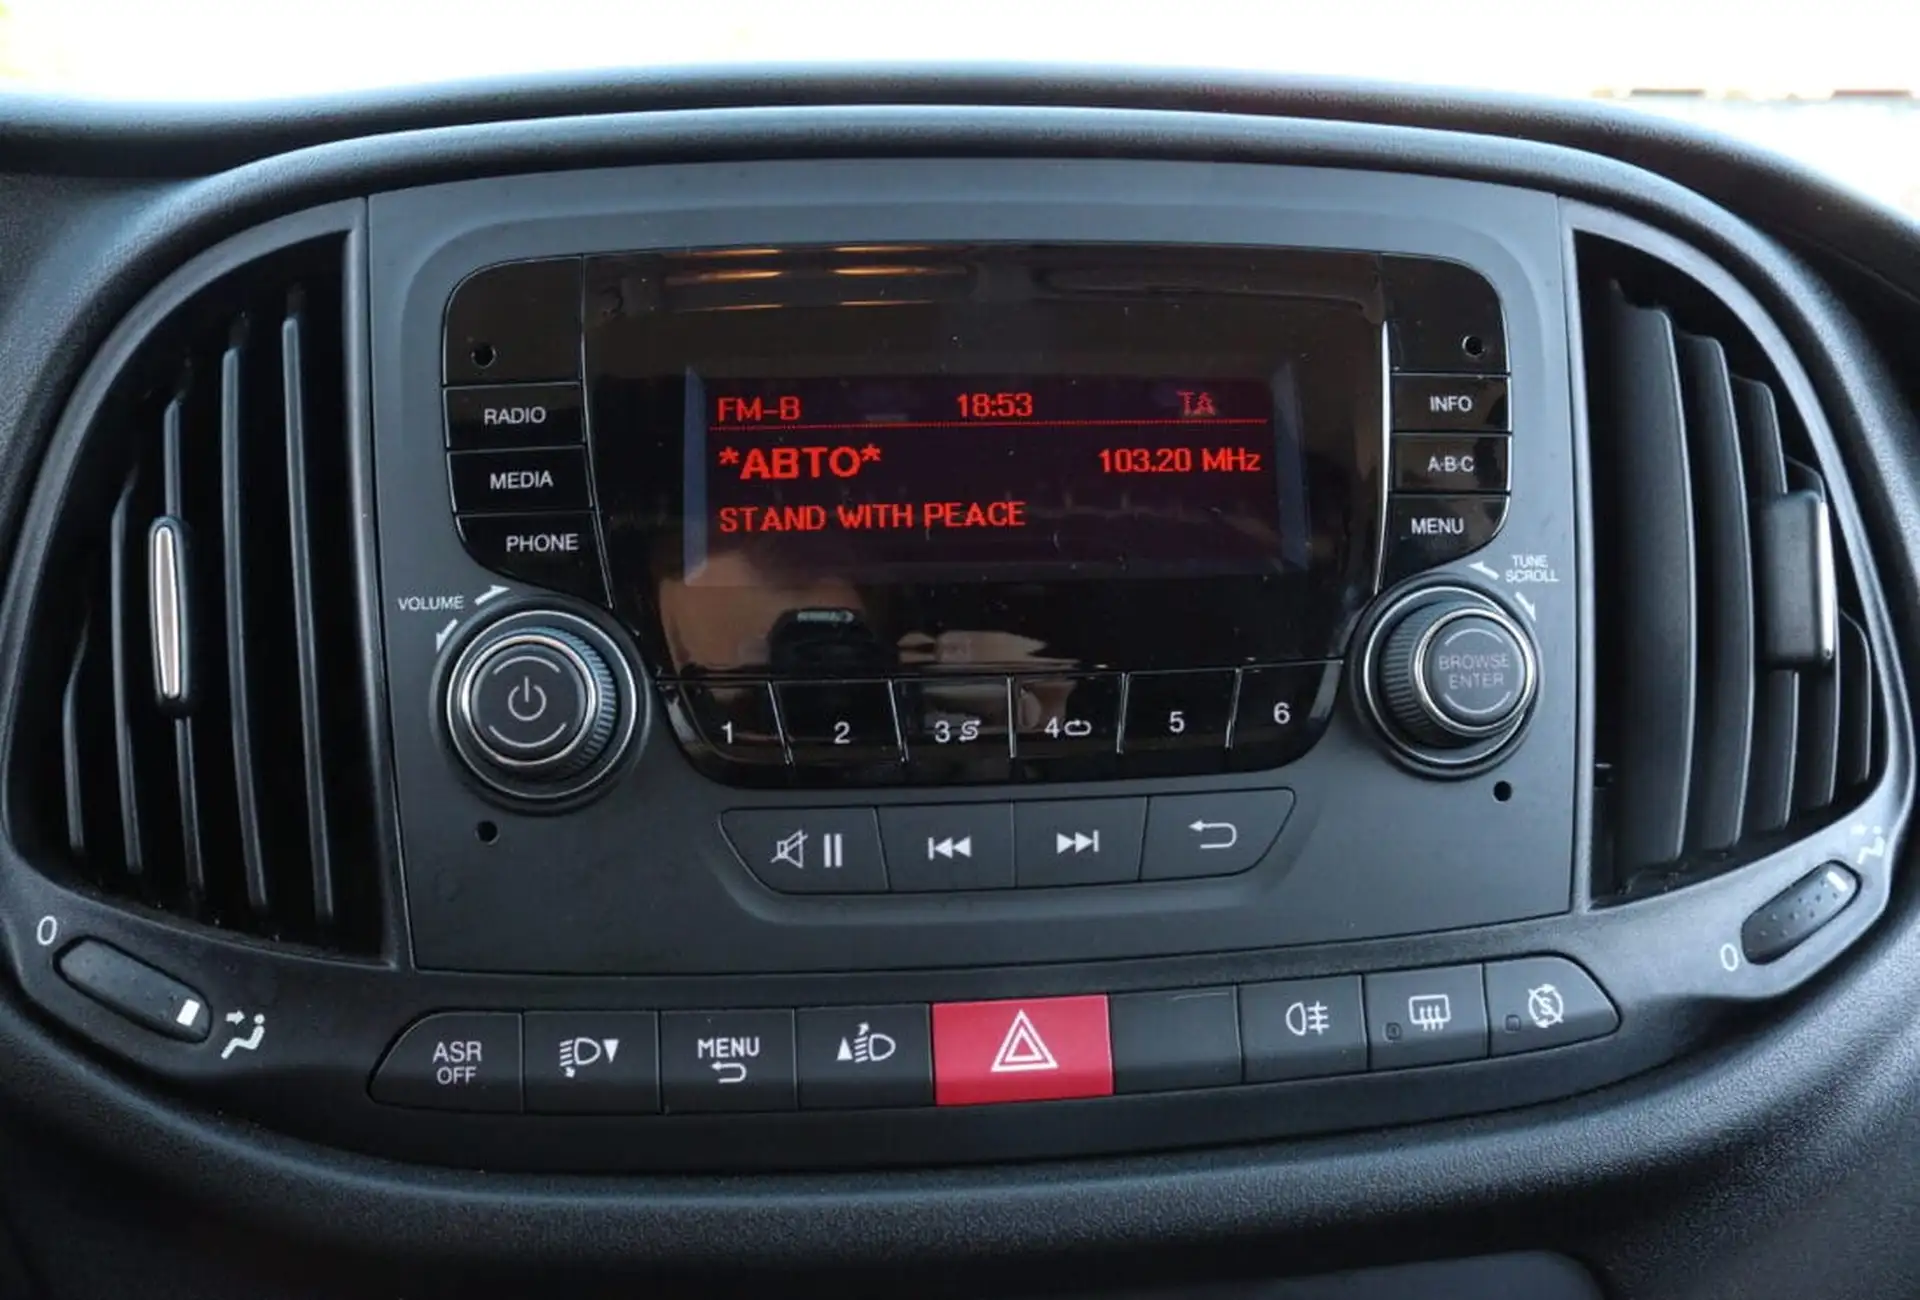 FM-B 18:53 TA
*АВТО* 103.20 MHz
STAND WITH PEACE
RADIO
MEDIA
PHONE
INFO
A·B·C
MENU
VOLUME
TUNE
SCROLL
BROWSE
ENTER
1 2 3 4 5 6
0
0
ASR
OFF
MENU